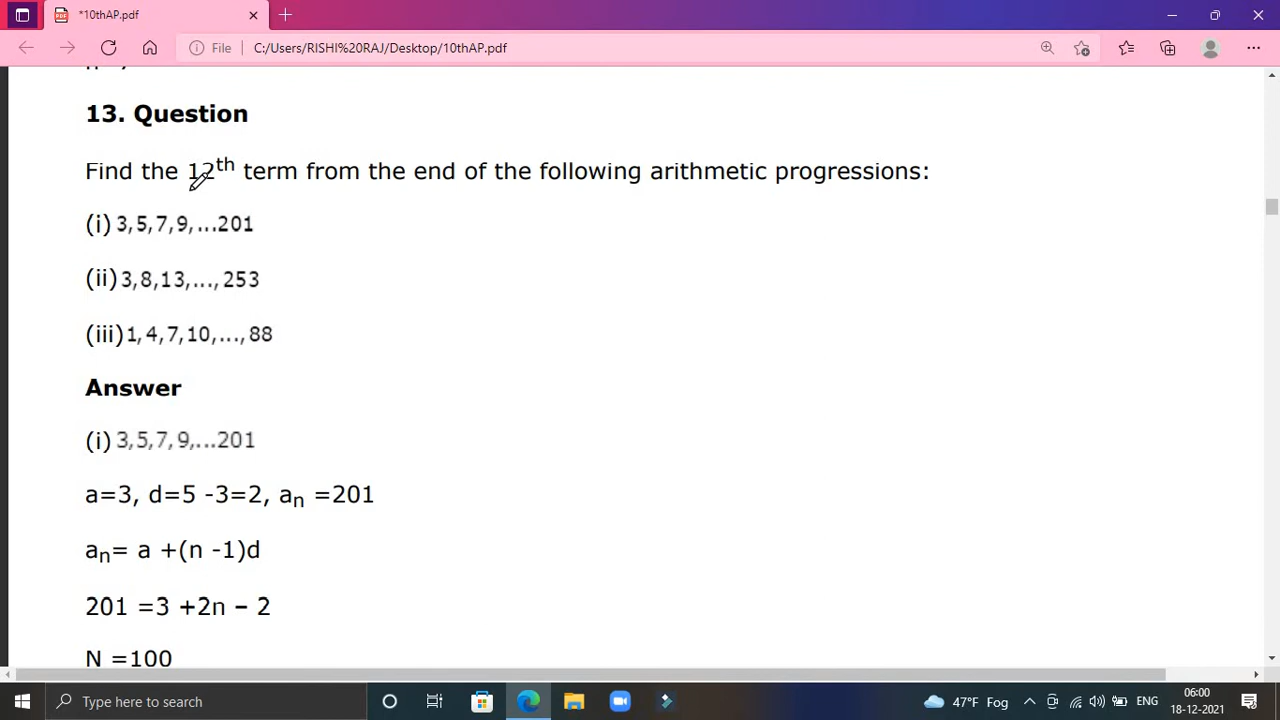 *10thAP.pdf
File C:/Users/RISHI%20RAJ/Desktop/10thAP.pdf
13. Question
Find the 12th term from the end of the following arithmetic progressions:
(i) 3,5,7,9,...201
(ii) 3,8,13,...,253
(iii) 1,4,7,10,...,88
Answer
(i) 3,5,7,9,...201
a=3, d=5 -3=2, an =201
an= a +(n -1)d
201 =3 +2n – 2
N =100
Type here to search
47°F Fog
ENG
06:00
18-12-2021